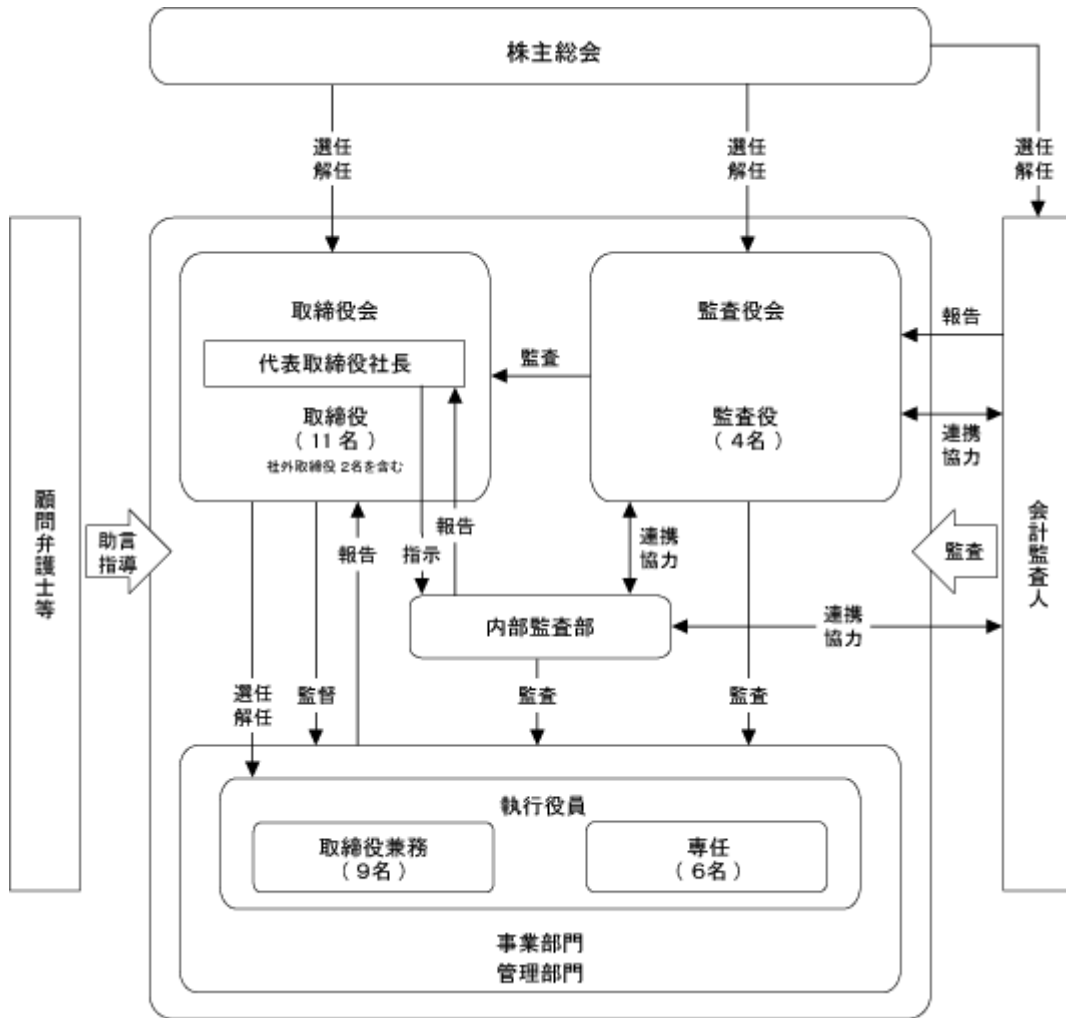 株主総会
選任
解任
選任
解任
選任
解任
取締役会
代表取締役社長
取締役
( 11 名 )
社外取締役 2名を含む
監査
監査役会
監査役
( 4名 )
報告
連携
協力
顧問弁護士等
助言
指導
報告
指示
報告
連携
協力
監査
会計監査人
内部監査部
連携
協力
選任
解任
監督
監査
監査
執行役員
取締役兼務
( 9名 )
専任
( 6名 )
事業部門
管理部門